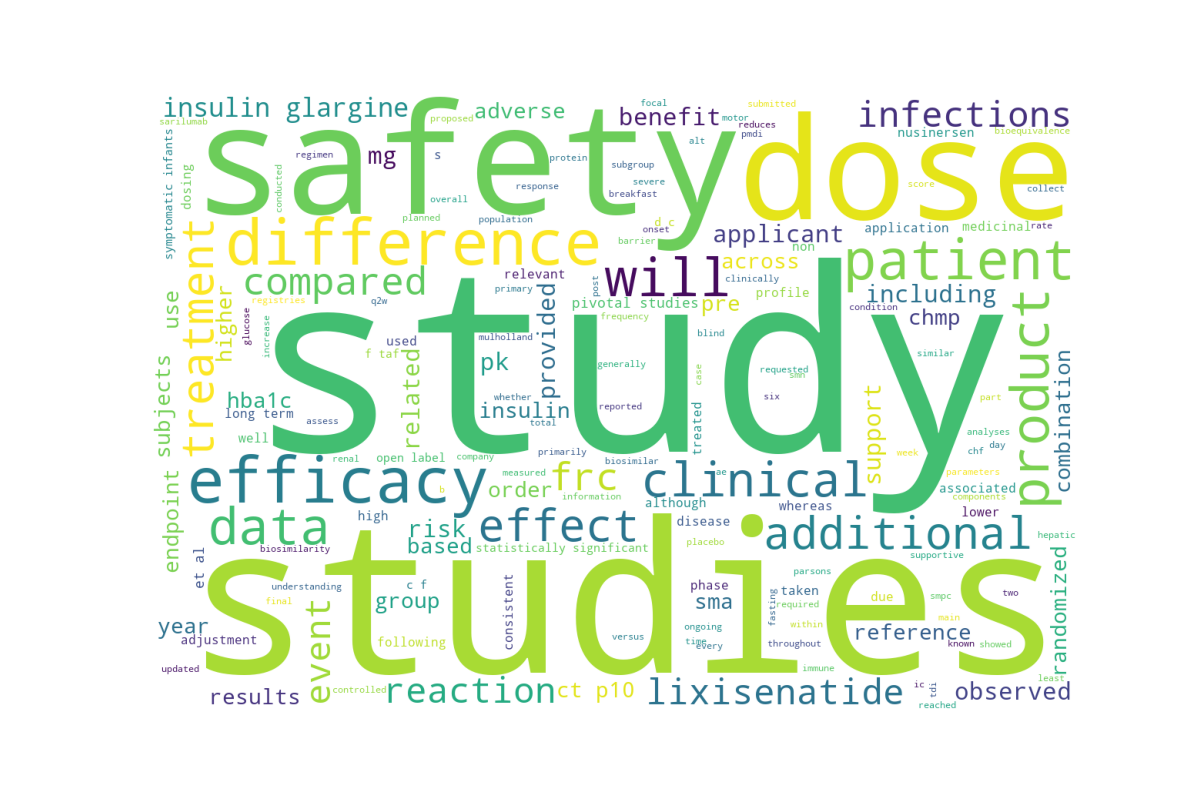 focal
submitted
insulin glargine
adverse
benefit
motor
infections
sarilumab
proposed
reduces
nusinersen
bioequivalence
safety
dose
symptomatic infants
regimen
mg
s
protein
alt
pmdi
subgroup
dosing
conducted
response
severe
breakfast
score
collect
overall
planned
population
onset
d c
application
medicinal
rate
treatment
difference
barrier
non
applicant
patient
compared
relevant
will
across
clinically
including
use
higher
registries
q2w
primary
provided
post
pivotal studies
pre
profile
condition
chmp
product
glucose
increase
study
mulholland
frequency
blind
used
f taf
related
pk
generally
case
requested
smn
similar
combination
subjects
hba1c
whether
six
part
long term
insulin
reported
treated
support
assess
total
well
analyses
day
chf
renal
open label
company
primarily
biosimilar
week
endpoint
efficacy
measured
ae
frc
clinical
parameters
b
order
information
although
whereas
associated
components
lower
data
high
risk
effect
disease
additional
based
statistically significant
placebo
hepatic
et al
biosimilarity
supportive
randomized
studies
understanding
c f
consistent
phase
parsons
final
group
sma
taken
required
due
smpc
two
event
year
following
versus
ongoing
time
every
fasting
within
main
adjustment
throughout
reference
known
showed
updated
immune
least
results
controlled
reaction
ct p10
lixisenatide
ic
tdi
observed
reached